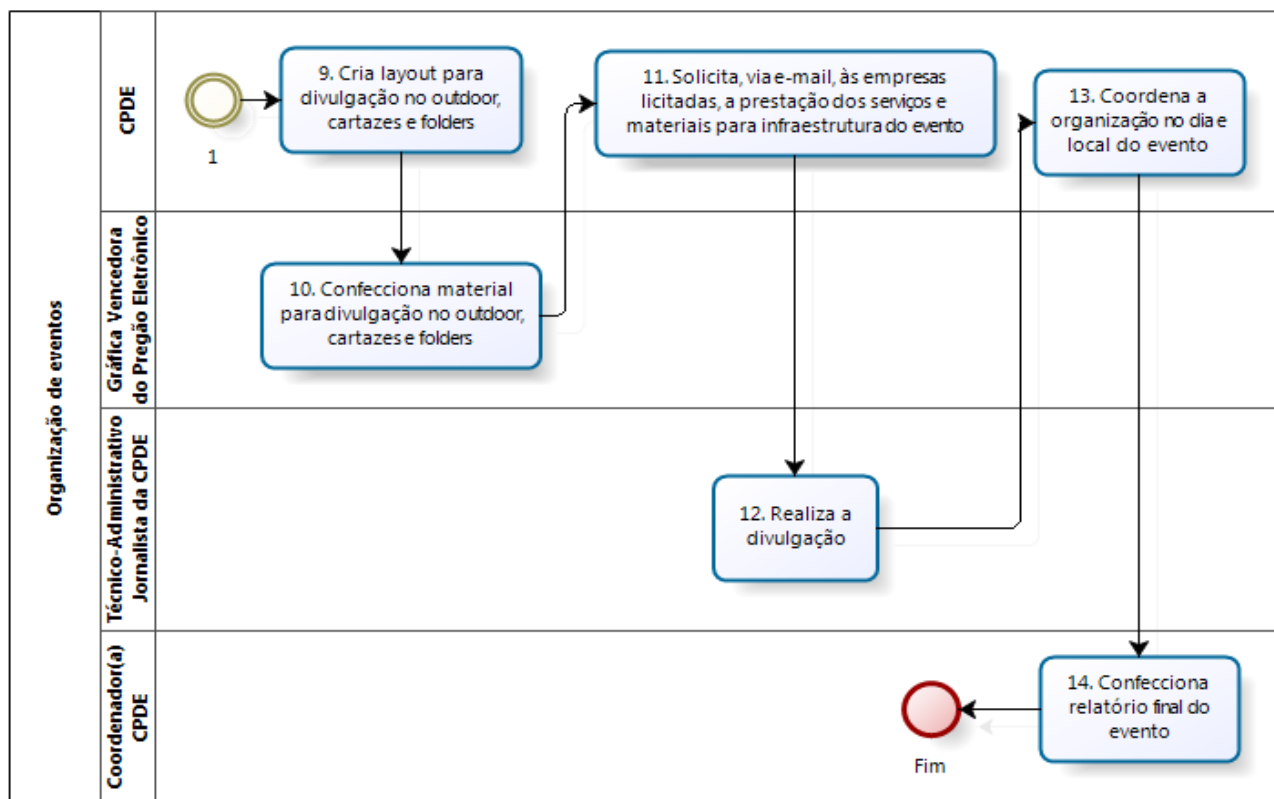 Organização de eventos
CPDE
1
9. Cria layout para
divulgação no outdoor,
cartazes e folders
11. Solicita, via e-mail, às empresas
licitadas, a prestação dos serviços e
materiais para infraestrutura do evento
13. Coordena a
organização no dia e
local do evento
Gráfica Vencedora
do Pregão Eletrônico
10. Confecciona material
para divulgação no outdoor,
cartazes e folders
Técnico-Administrativo
Jornalista da CPDE
12. Realiza a
divulgação
Coordenador(a)
CPDE
Fim
14. Confecciona
relatório final do
evento